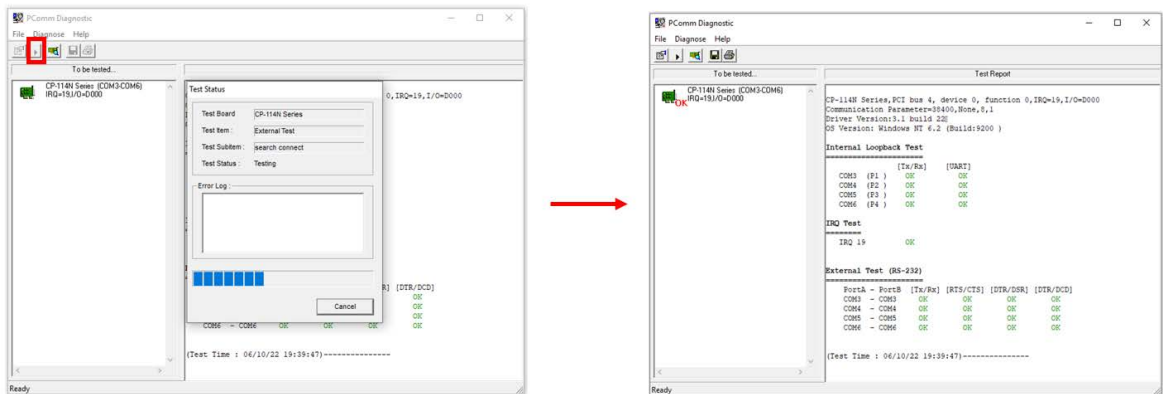 PComm Diagnostic
File Diagnose Help
To be tested...
CP-114N Series (COM3-COM6)
IRQ=19,I/O=D000
Test Status
Test Board CP-114N Series
Test Item : External Test
Test Subitem : search connect
Test Status : Testing
Error Log :
Cancel
0,IRQ=19,I/O=D000
R] [DTR/DCD]
OK
OK
OK
COM6 - COM6 OK OK OK OK
(Test Time : 06/10/22 19:39:47)---------------
Ready
PComm Diagnostic
File Diagnose Help
To be tested...
CP-114N Series (COM3-COM6)
IRQ=19,I/O=D000
OK
Test Report
CP-114N Series,PCI bus 4, device 0, function 0,IRQ=19,I/O=D000
Communication Parameter=38400,None,8,1
Driver Version:3.1 build 22
OS Version: Windows NT 6.2 (Build:9200 )
Internal Loopback Test
======================
[Tx/Rx] [UART]
COM3 (P1 ) OK OK
COM4 (P2 ) OK OK
COM5 (P3 ) OK OK
COM6 (P4 ) OK OK
IRQ Test
========
IRQ 19 OK
External Test (RS-232)
======================
PortA - PortB [Tx/Rx] [RTS/CTS] [DTR/DSR] [DTR/DCD]
COM3 - COM3 OK OK OK OK
COM4 - COM4 OK OK OK OK
COM5 - COM5 OK OK OK OK
COM6 - COM6 OK OK OK OK
(Test Time : 06/10/22 19:39:47)---------------
Ready